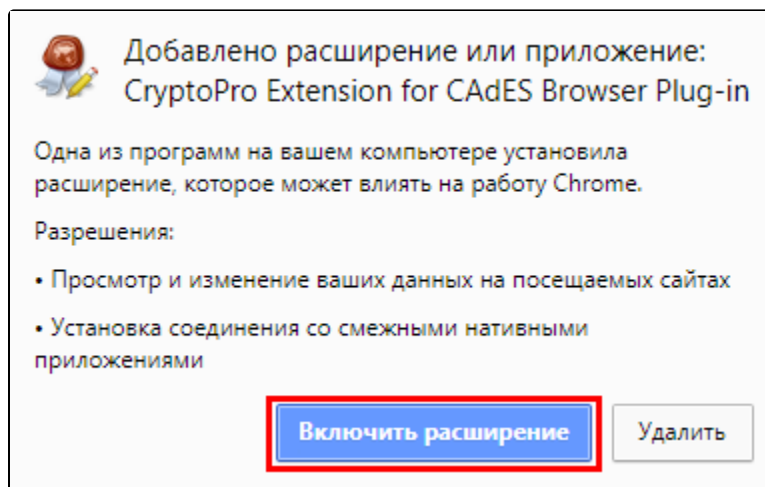 Добавлено расширение или приложение:
CryptoPro Extension for CAdES Browser Plug-in
Одна из программ на вашем компьютере установила
расширение, которое может влиять на работу Chrome.
Разрешения:
• Просмотр и изменение ваших данных на посещаемых сайтах
• Установка соединения со смежными нативными
приложениями
Включить расширение Удалить